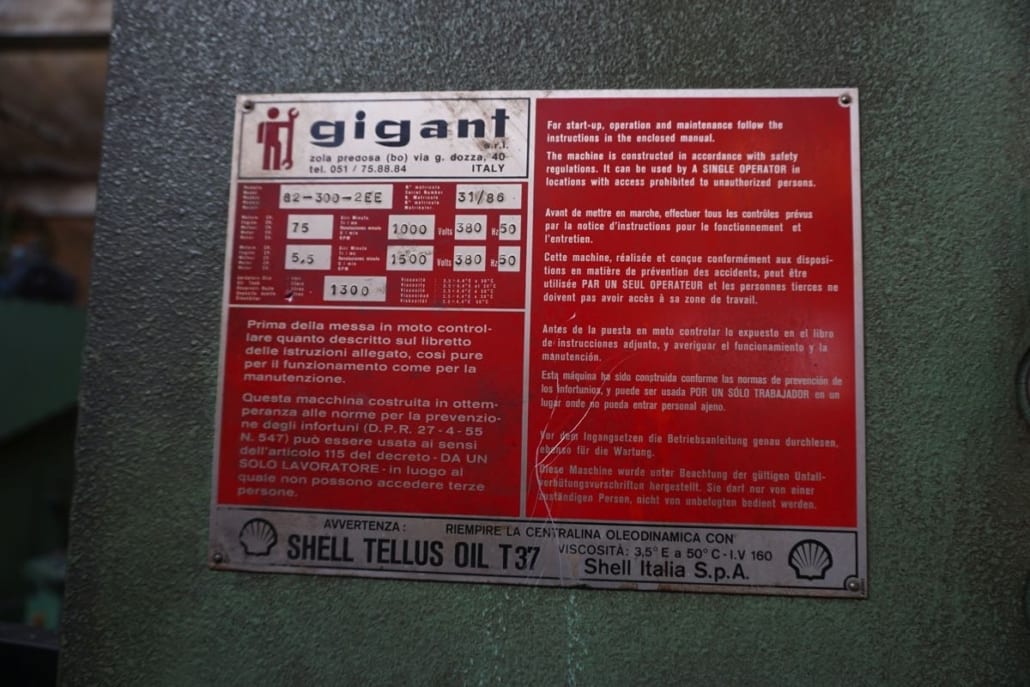 gigant
s.r.l.
zola predosa (bo) via g. dozza, 40
tel. 051 / 75.88.84 ITALY
82-300-2EE
N° matricola
Serial Number
31/86
75 1000 Volts 380 Hz 50
5.5 1500 Volts 380 Hz 50
1300
Prima della messa in moto control-
lare quanto descritto sul libretto
delle istruzioni allegato, così pure
per il funzionamento come per la
manutenzione.
Questa macchina costruita in ottem-
peranza alle norme per la prevenzio-
ne degli infortuni (D.P.R. 27-4-55
N. 547) può essere usata ai sensi
dell'articolo 115 del decreto - DA UN
SOLO LAVORATORE - in luogo al
quale non possono accedere terze
persone.
For start-up, operation and maintenance follow the
instructions in the enclosed manual.
The machine is constructed in accordance with safety
regulations. It can be used by A SINGLE OPERATOR in
locations with access prohibited to unauthorized persons.
Avant de mettre en marche, effectuer tous les contrôles prévus
par la notice d'instructions pour le fonctionnement et
l'entretien.
Cette machine, réalisée et conçue conformément aux disposi-
tions en matière de prévention des accidents, peut être
utilisée PAR UN SEUL OPERATEUR et les personnes tierces ne
doivent pas avoir accès à sa zone de travail.
Antes de la puesta en moto controlar lo expuesto en el libro
de instrucciones adjunto, y averiguar el funcionamiento y la
manutención.
Esta máquina ha sido construida conforme las normas de prevención de
los infortunios, y puede ser usada POR UN SÓLO TRABAJADOR en un
lugar onde no pueda entrar personal ajeno.
Vor dem Ingangsetzen die Betriebsanleitung genau durchlesen,
ebenso für die Wartung.
Diese Maschine wurde unter Beachtung der gültigen Unfall-
verhütungsvorschriften hergestellt. Sie darf nur von einer
zuständigen Person, nicht von unbefugten bedient werden.
AVVERTENZA: RIEMPIRE LA CENTRALINA OLEODINAMICA CON
SHELL TELLUS OIL T37 VISCOSITÀ: 3,5° E a 50° C - I.V 160
Shell Italia S.p.A.